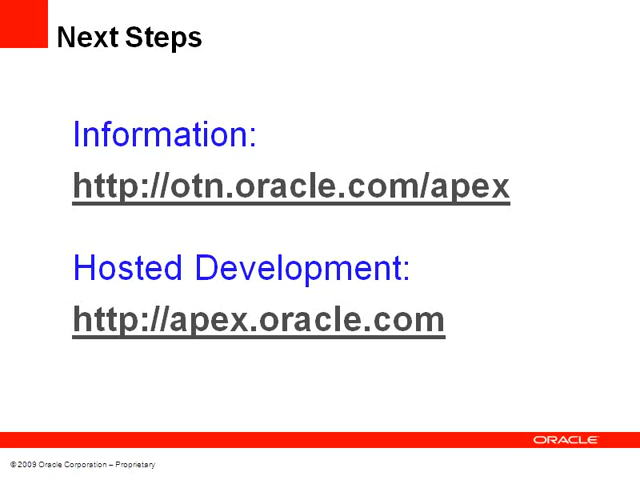 Next Steps
Information:
http://otn.oracle.com/apex
Hosted Development:
http://apex.oracle.com
ORACLE
© 2009 Oracle Corporation – Proprietary